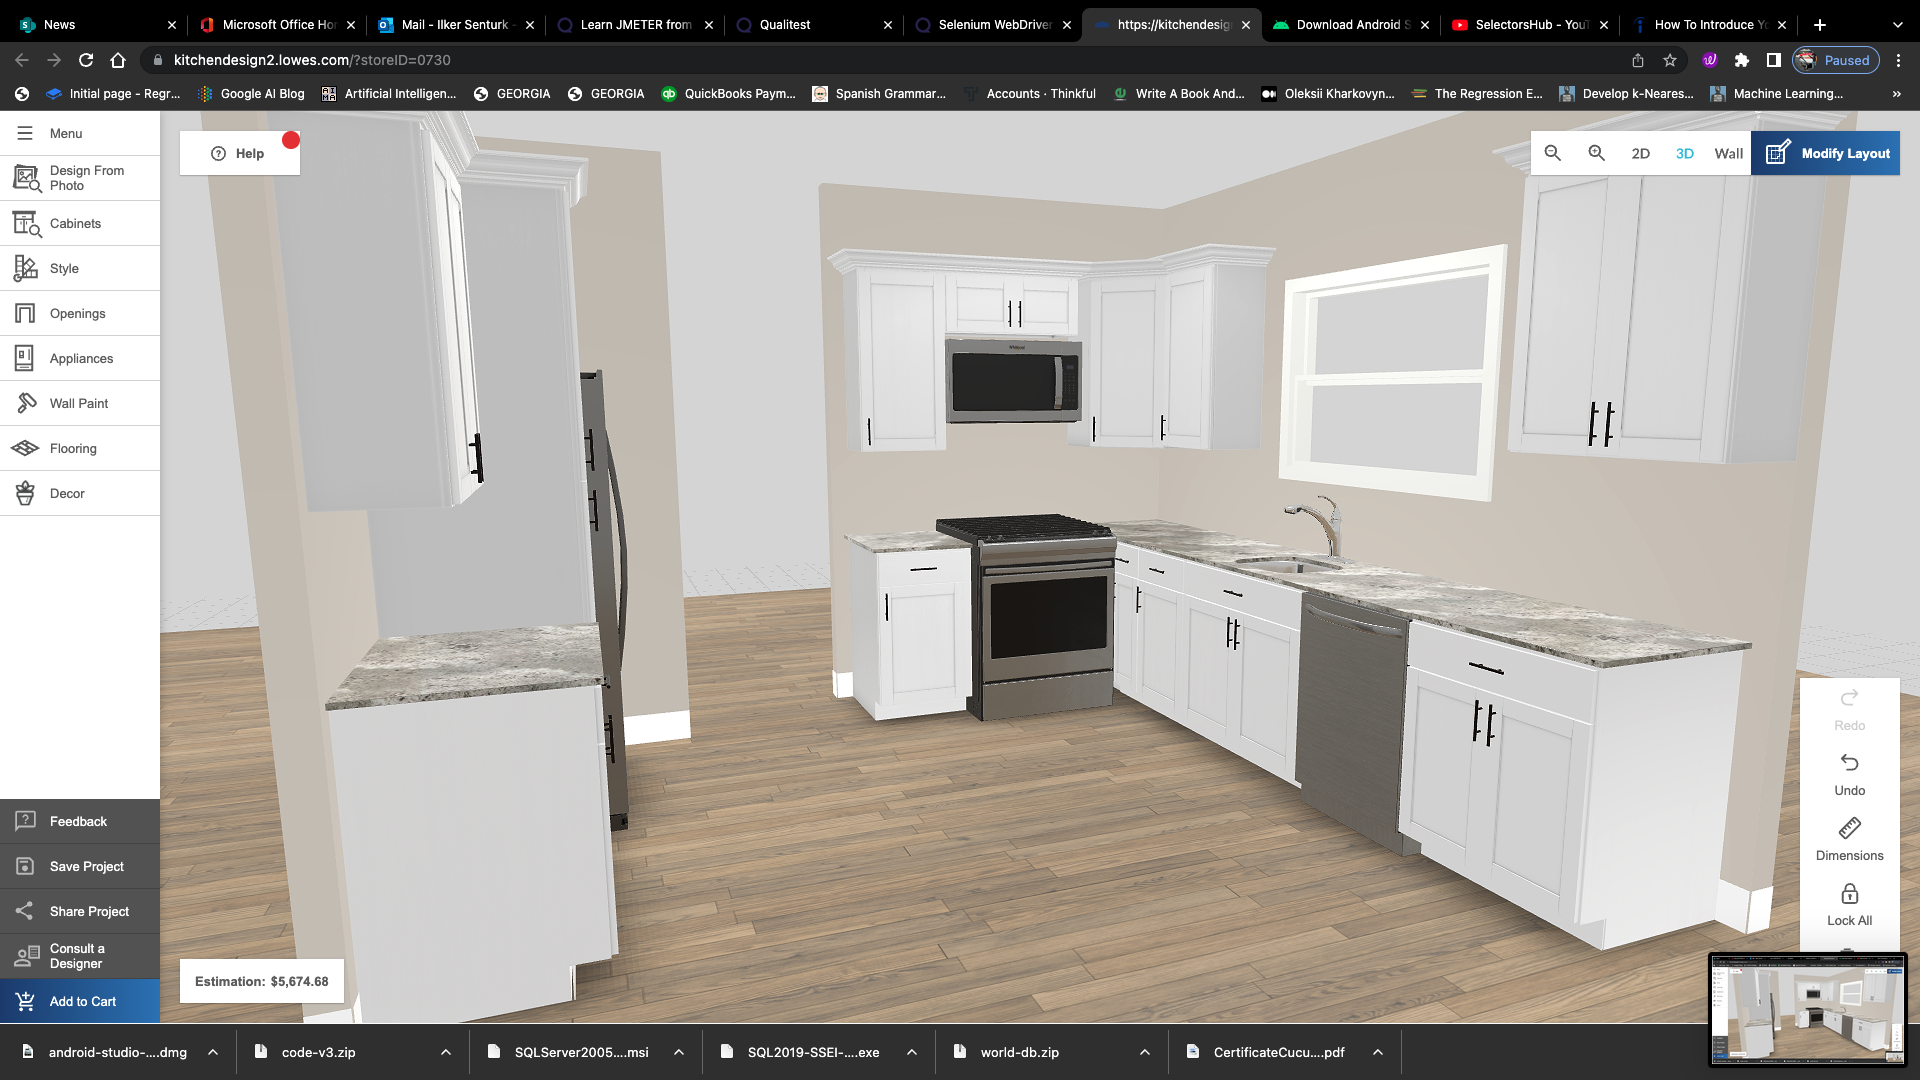 News
Microsoft Office Ho
Mail - Ilker Senturk -
Learn JMETER from
Qualitest
Selenium WebDriver
https://kitchendesig
Download Android S
SelectorsHub - YouT
How To Introduce Yo
kitchendesign2.lowes.com/?storeID=0730
Paused
Initial page - Regr...
Google AI Blog
Artificial Intelligen...
GEORGIA
GEORGIA
QuickBooks Paym...
Spanish Grammar...
Accounts · Thinkful
Write A Book And...
Oleksii Kharkovyn...
The Regression E...
Develop k-Neares...
Machine Learning...
»
Menu
Design From
Photo
Cabinets
Style
Openings
Appliances
Wall Paint
Flooring
Decor
Help
2D
3D
Wall
Modify Layout
Redo
Undo
Dimensions
Lock All
Feedback
Save Project
Share Project
Consult a
Designer
Add to Cart
Estimation: $5,674.68
android-studio-....dmg
code-v3.zip
SQLServer2005....msi
SQL2019-SSEI-....exe
world-db.zip
CertificateCucu....pdf